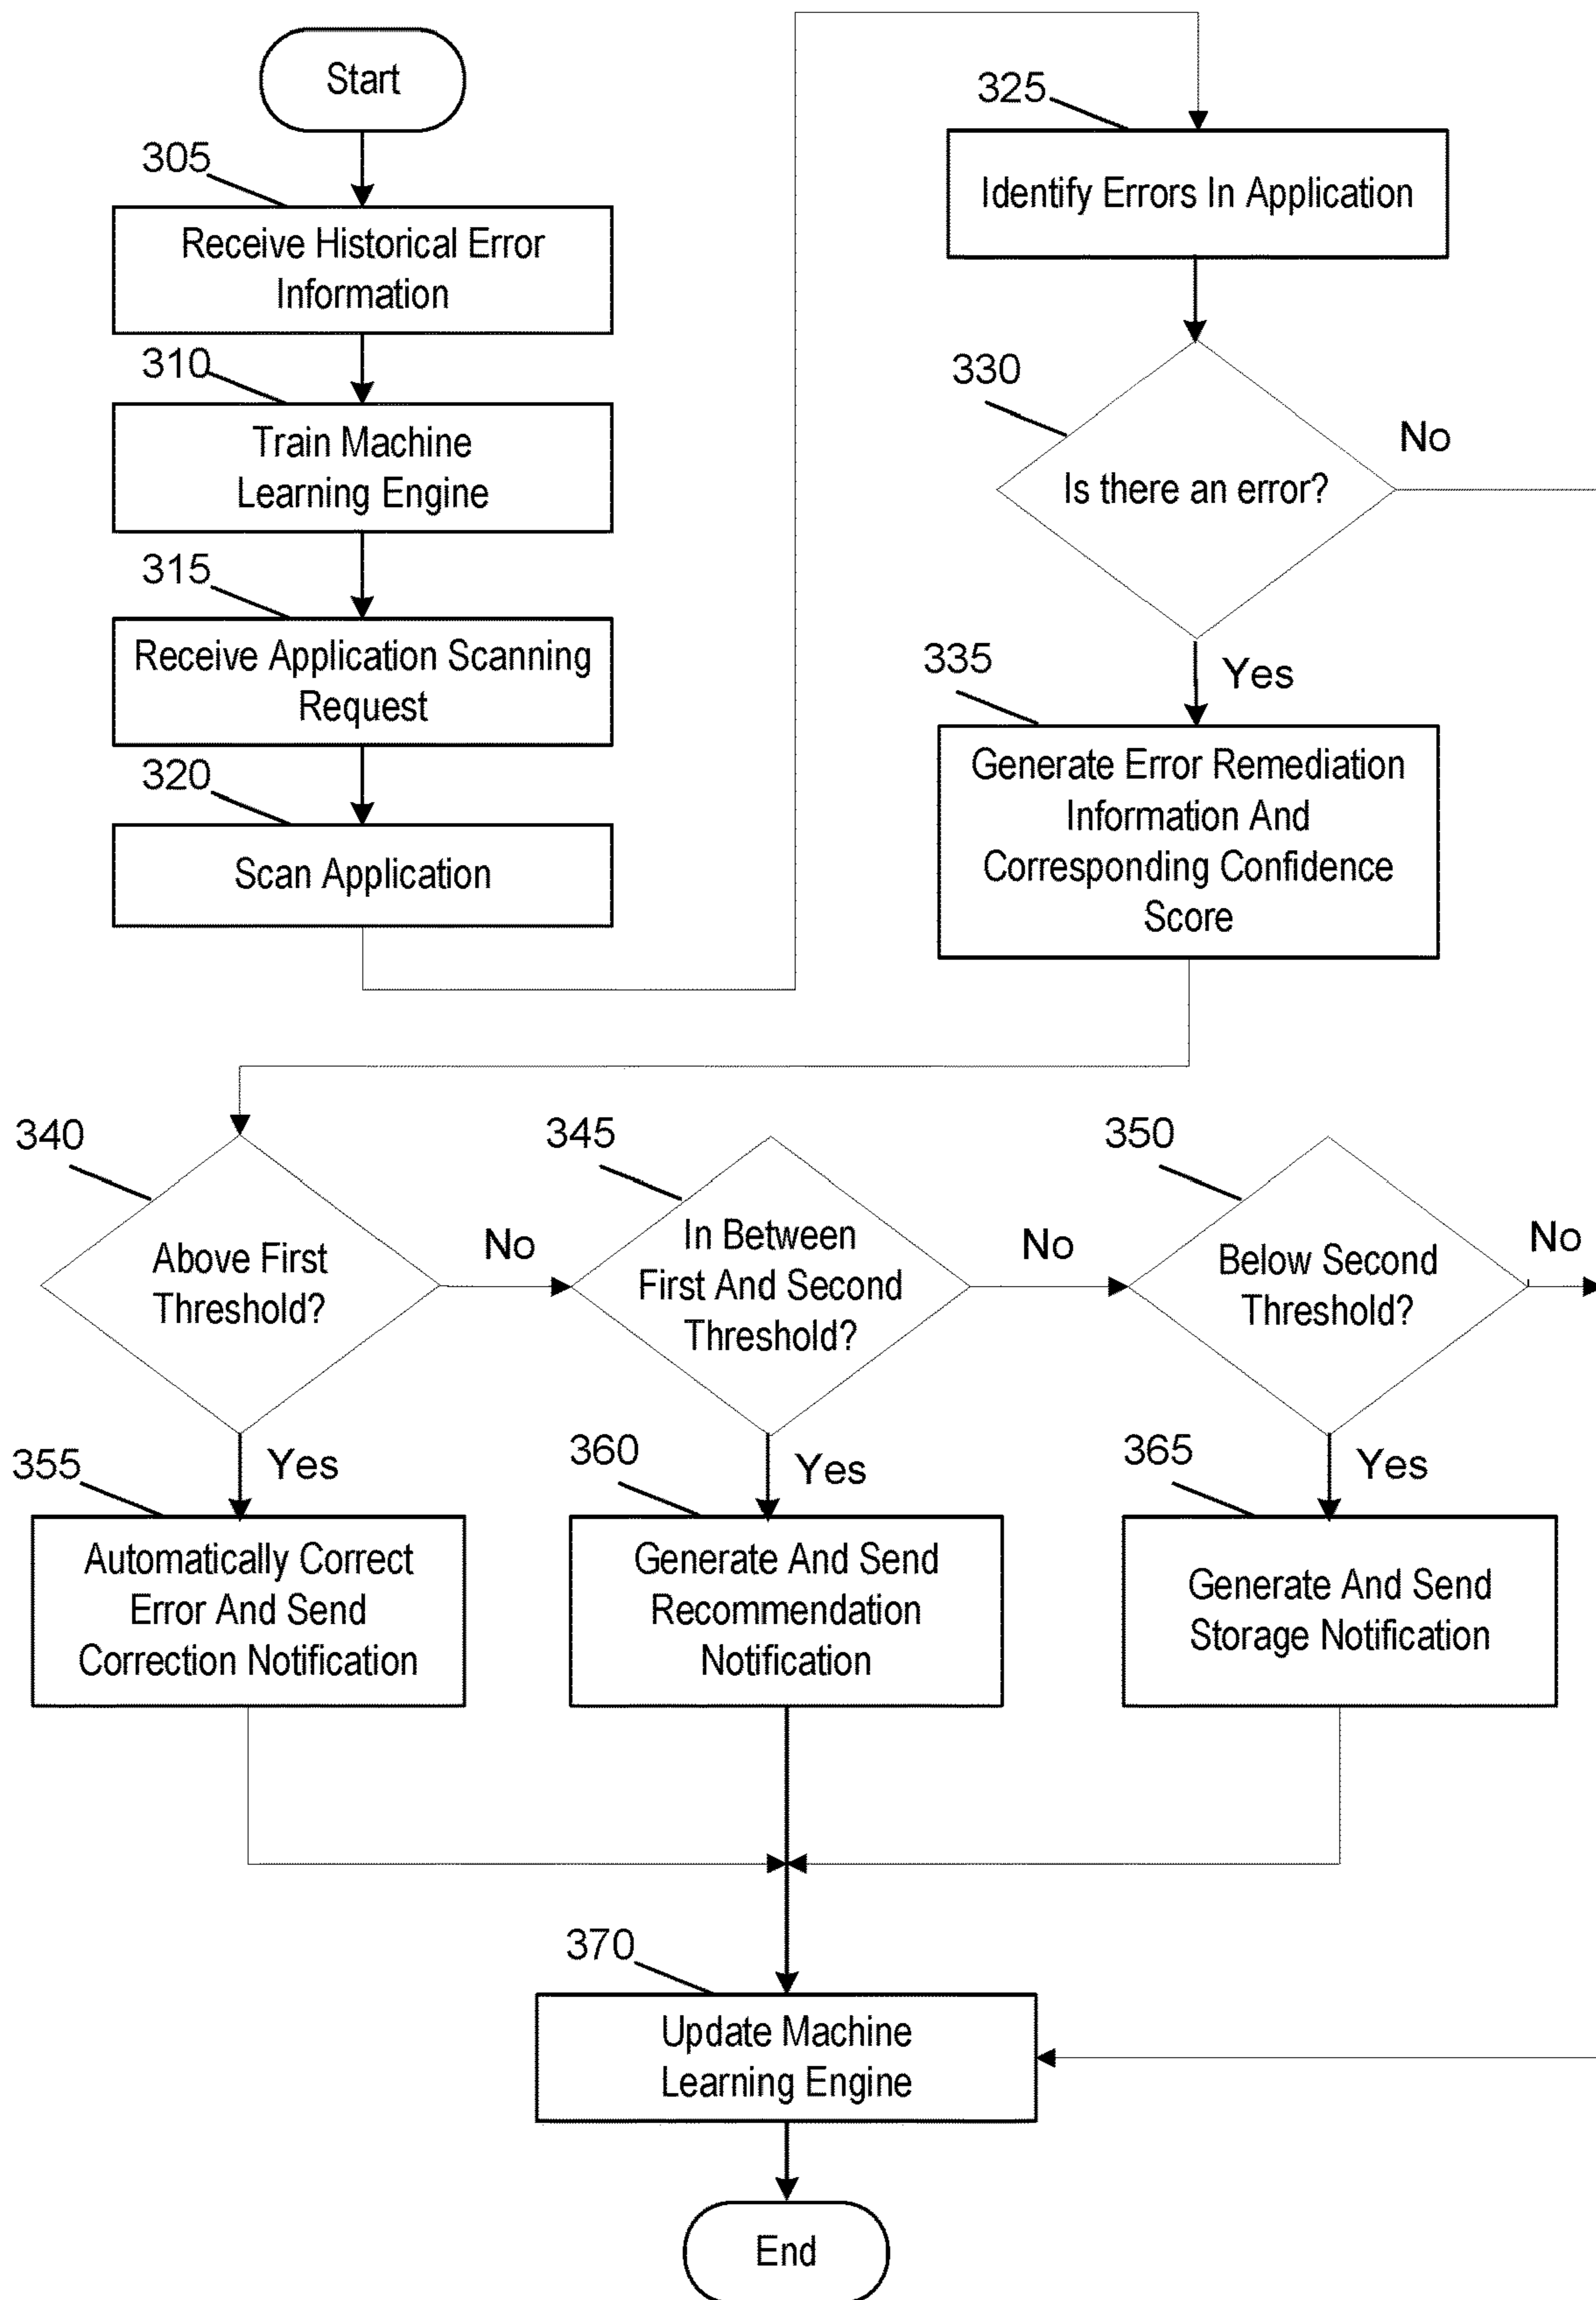 Start
305
Receive Historical Error
Information
310
Train Machine
Learning Engine
315
Receive Application Scanning
Request
320
Scan Application
325
Identify Errors In Application
330
Is there an error?
No
Yes
335
Generate Error Remediation
Information And
Corresponding Confidence
Score
340
Above First
Threshold?
No
345
In Between
First And Second
Threshold?
No
350
Below Second
Threshold?
No
355
Yes
Automatically Correct
Error And Send
Correction Notification
360
Yes
Generate And Send
Recommendation
Notification
365
Yes
Generate And Send
Storage Notification
370
Update Machine
Learning Engine
End